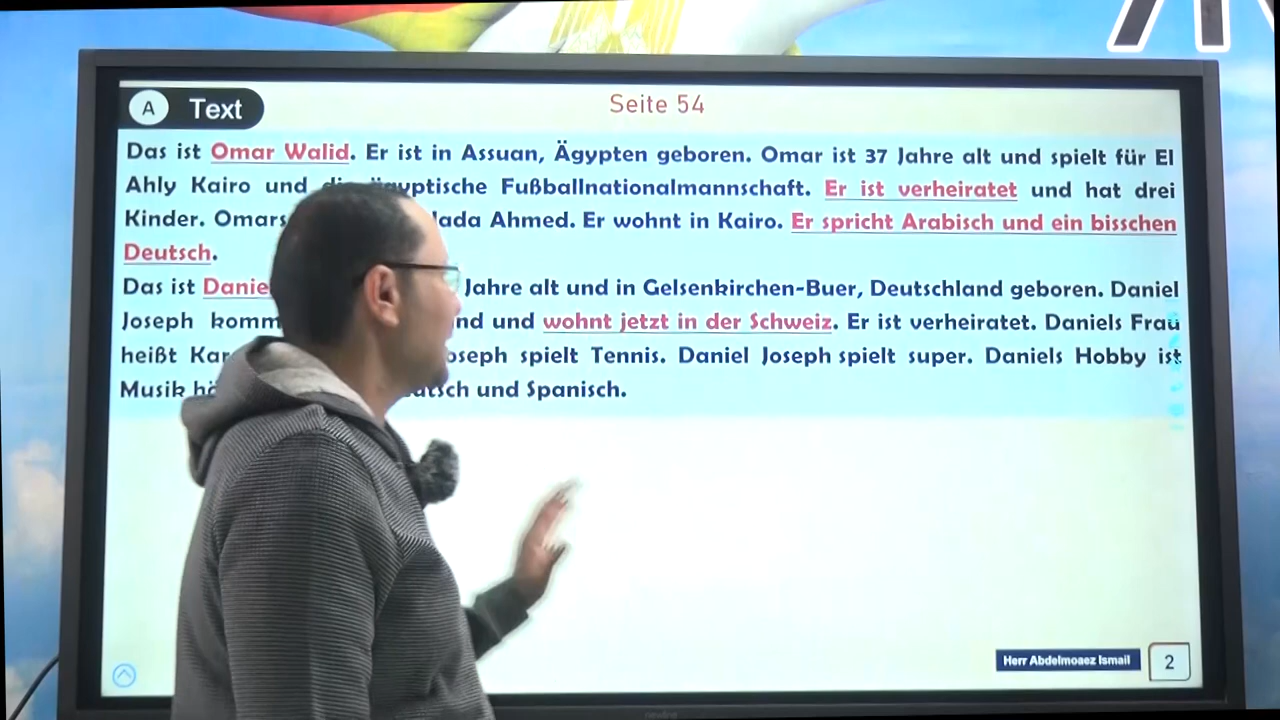 A Text
Seite 54
Das ist Omar Walid. Er ist in Assuan, Ägypten geboren. Omar ist 37 Jahre alt und spielt für El
Ahly Kairo und die ägyptische Fußballnationalmannschaft. Er ist verheiratet und hat drei
Kinder. Omars Ahmed. Er wohnt in Kairo. Er spricht Arabisch und ein bisschen
Deutsch.
Das ist Jahre alt und in Gelsenkirchen-Buer, Deutschland geboren. Daniel
Joseph und wohnt jetzt in der Schweiz. Er ist verheiratet. Daniels Frau
heißt spielt Tennis. Daniel Joseph spielt super. Daniels Hobby ist
Musik und Spanisch.
Herr Abdelmoaez Ismail
2
newline